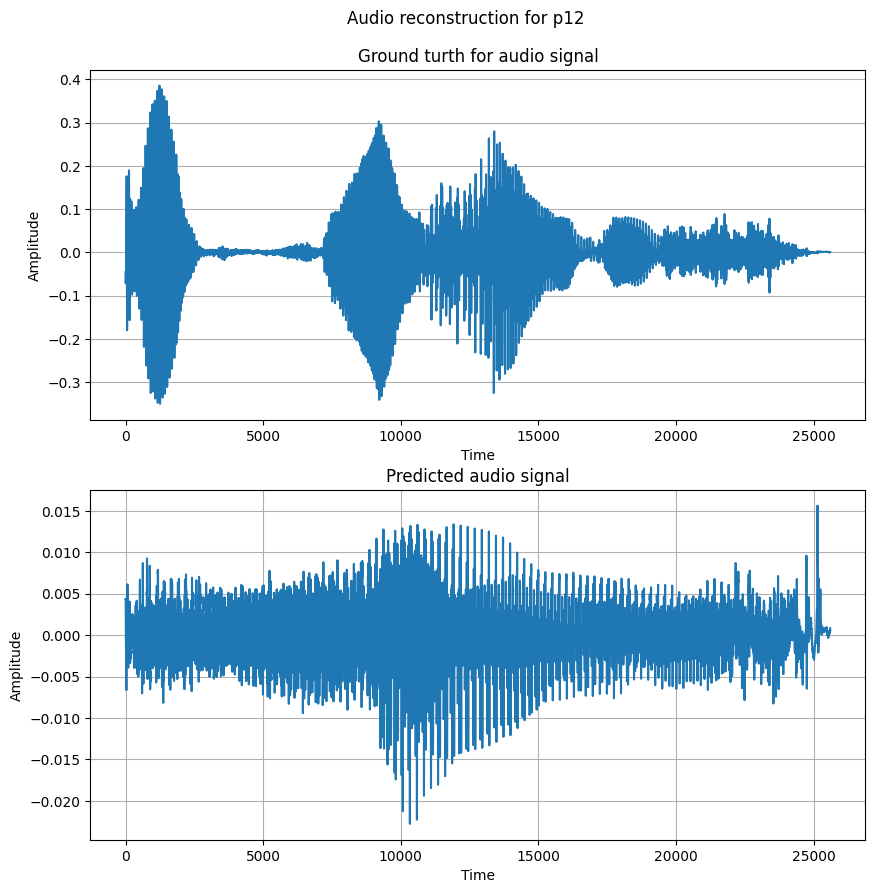 Audio reconstruction for p12
Ground turth for audio signal
0.4
0.3
0.2
0.1
0.0
−0.1
−0.2
−0.3
Amplitude
0 5000 10000 15000 20000 25000
Time
Predicted audio signal
0.015
0.010
0.005
0.000
−0.005
−0.010
−0.015
−0.020
Amplitude
0 5000 10000 15000 20000 25000
Time